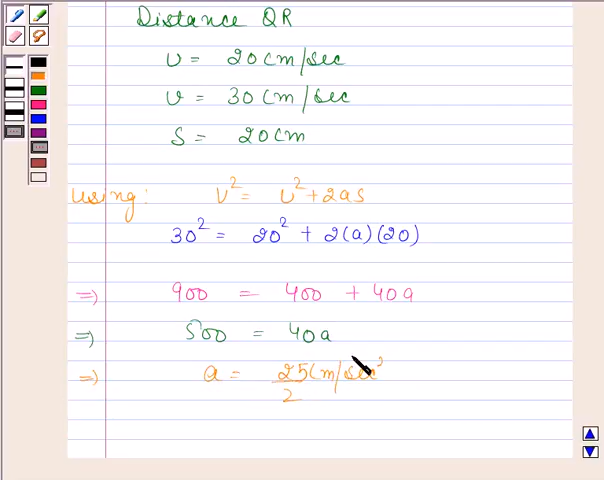 Distance QR
u = 20 cm/sec
v = 30 cm/sec
S = 20 cm
Using: v² = u² + 2as
30² = 20² + 2(a)(20)
⇒ 900 = 400 + 40a
⇒ 500 = 40a
⇒ a = 25/2 cm/sec²